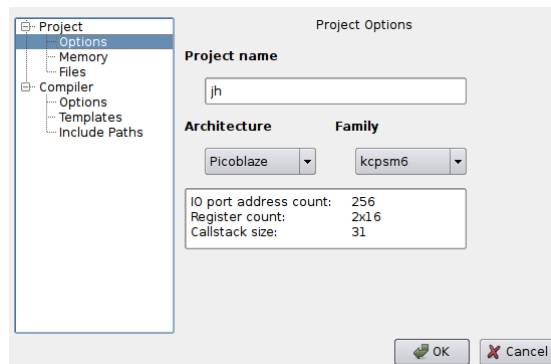 Project
Options
Memory
Files
Compiler
Options
Templates
Include Paths
Project Options
Project name
jh
Architecture Family
Picoblaze kcpsm6
IO port address count: 256
Register count: 2x16
Callstack size: 31
OK Cancel